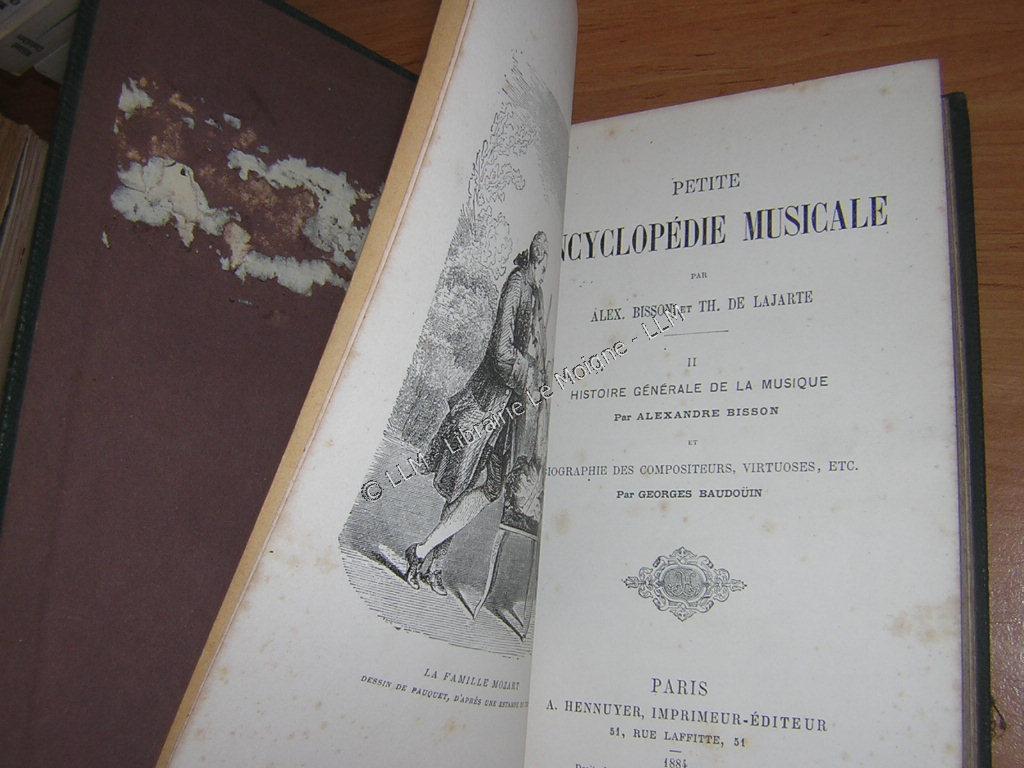 LA FAMILLE MOZART
DESSIN DE PAUQUET, D'APRÈS UNE ESTAMPE
PETITE
NCYCLOPÉDIE MUSICALE
PAR
ALEX. BISSON ET TH. DE LAJARTE
II
HISTOIRE GÉNÉRALE DE LA MUSIQUE
Par ALEXANDRE BISSON
ET
BIOGRAPHIE DES COMPOSITEURS, VIRTUOSES, ETC.
Par GEORGES BAUDOÜIN
PARIS
A. HENNUYER, IMPRIMEUR-ÉDITEUR
51, RUE LAFFITTE, 51
1884
© LLM - Librairie Le Moigne - LLM